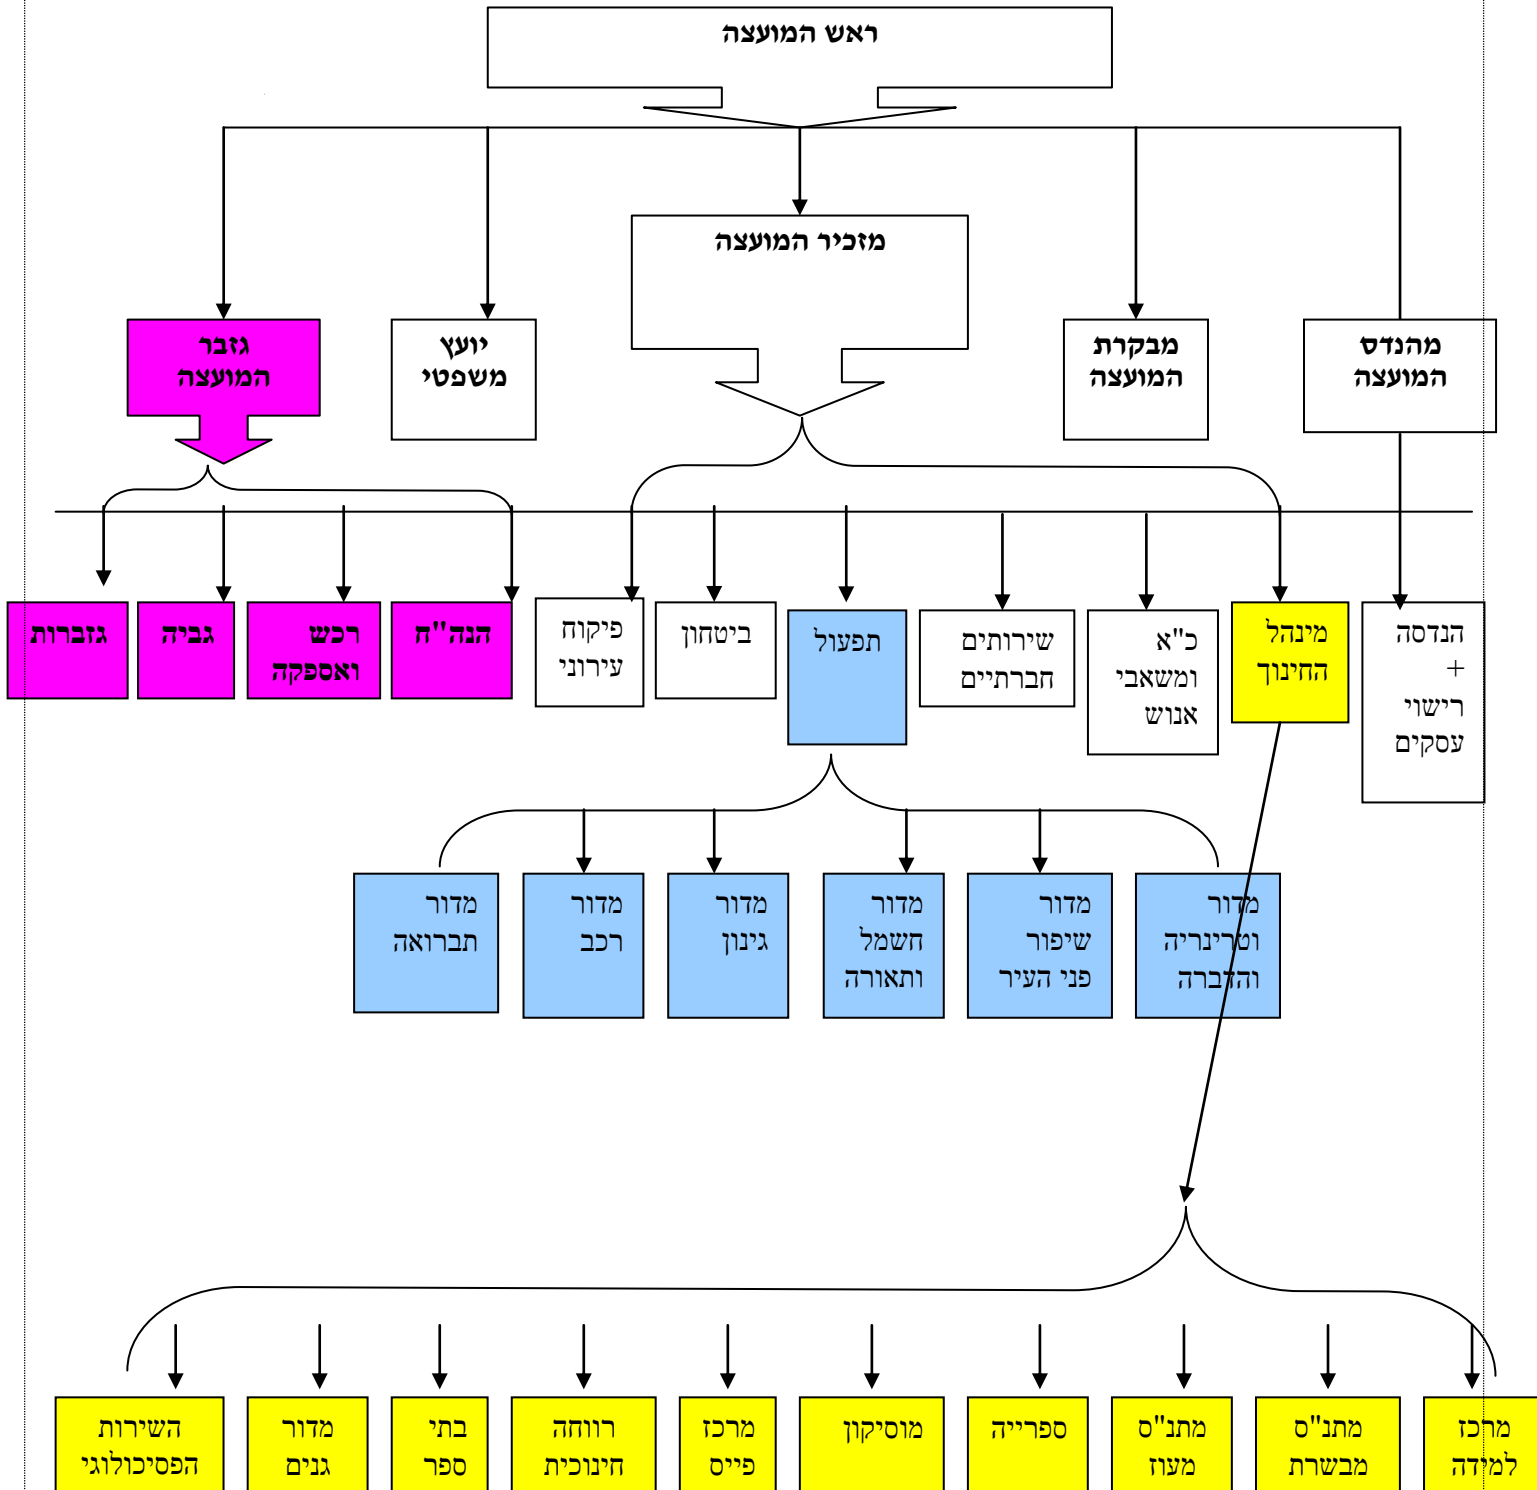 ראש המועצה
מזכיר המועצה
מהנדס
המועצה
מבקרת
המועצה
יועץ
משפטי
גזבר
המועצה
הנדסה
+
רישוי
עסקים
מינהל
החינוך
כ"א
ומשאבי
אנוש
שירותים
חברתיים
תפעול
ביטחון
פיקוח
עירוני
הנה"ח
רכש
ואספקה
גביה
גזברות
מדור
וטרינריה
והדברה
מדור
שיפור
פני העיר
מדור
חשמל
ותאורה
מדור
גינון
מדור
רכב
מדור
תברואה
מרכז
למידה
מתנ"ס
מבשרת
מתנ"ס
מעוז
ספרייה
מוסיקון
מרכז
פייס
רווחה
חינוכית
בתי
ספר
מדור
גנים
השירות
הפסיכולוגי